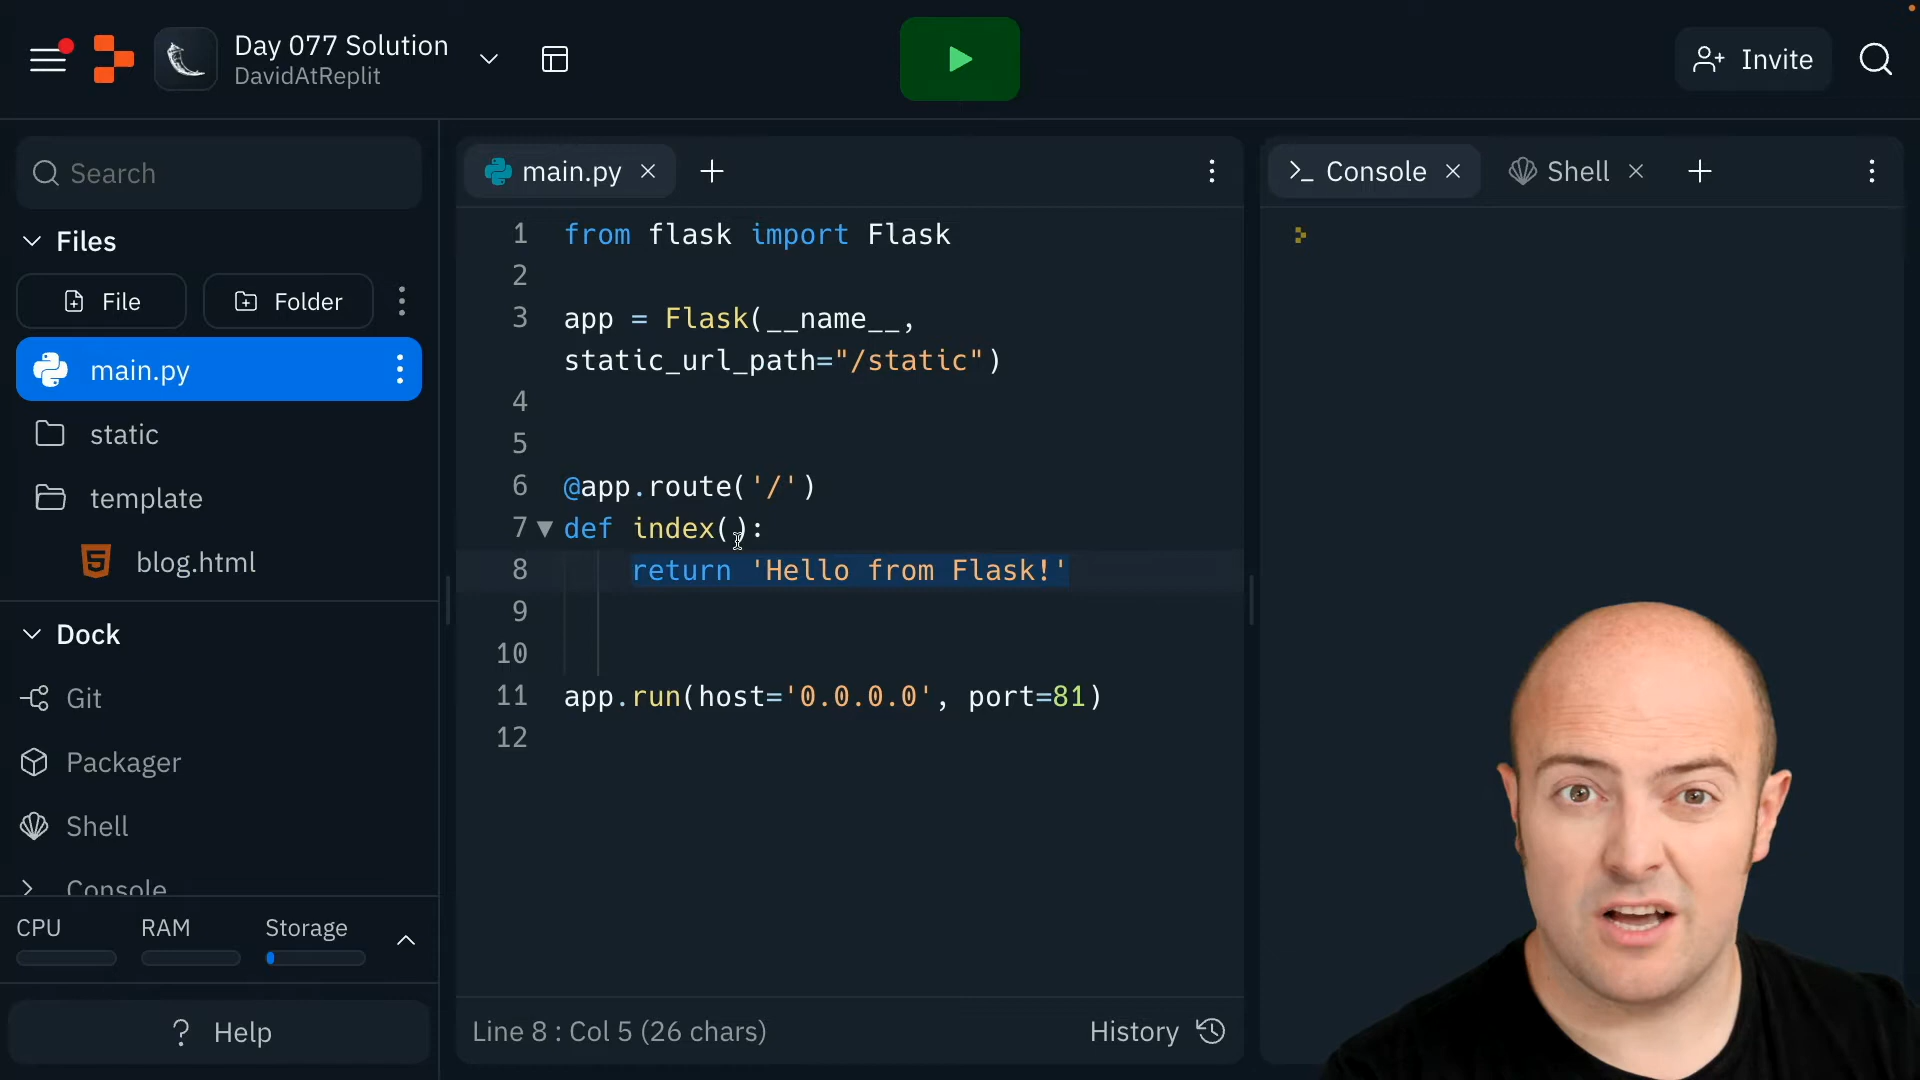 Day 077 Solution
DavidAtReplit
Invite
Search
Files
File
Folder
main.py
static
template
blog.html
Dock
Git
Packager
Shell
Console
CPU
RAM
Storage
? Help
main.py
1 from flask import Flask
2
3 app = Flask(__name__,
static_url_path="/static")
4
5
6 @app.route('/')
7 def index():
8 return 'Hello from Flask!'
9
10
11 app.run(host='0.0.0.0', port=81)
12
Line 8 : Col 5 (26 chars)
History
Console
Shell